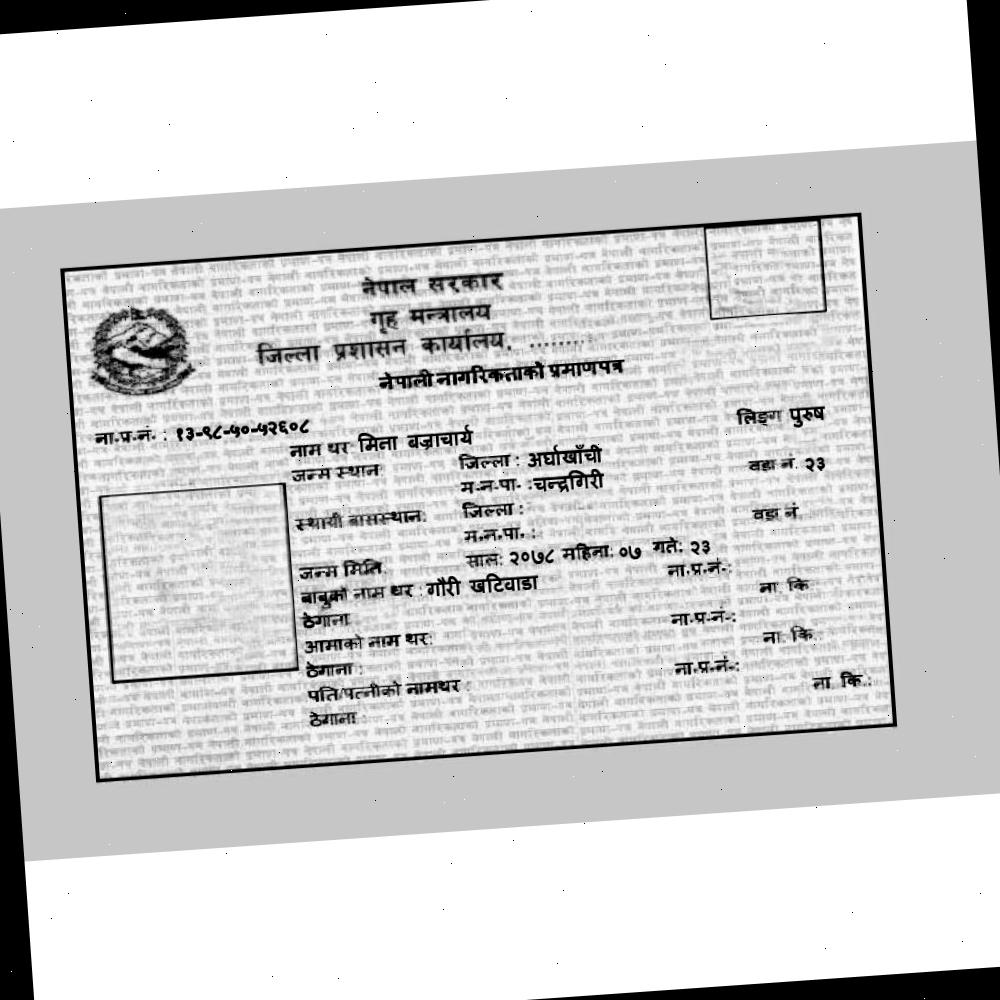 नेपाल सरकार
गृह मन्त्रालय
जिल्ला प्रशासन कार्यालय, ........
नेपाली नागरिकताको प्रमाणपत्र
ना.प्र.नं. : १३-९८-५०-५२६०८ लिङ्ग पुरुष
नाम थर मिना बज्राचार्य
जन्म स्थान जिल्ला : अर्घाखाँची वडा नं. २३
म.न.पा. : चन्द्रगिरी
स्थायी बासस्थान: जिल्ला : वडा नं.
म.न.पा. :
जन्म मिति साल: २०७८ महिना: ०७ गते: २३
बाबुको नाम थर : गौरी खटिवाडा ना.प्र.नं.:
ठेगाना ना. कि.
आमाको नाम थर: ना.प्र.नं.:
ठेगाना : ना. कि.
पति/पत्नीको नामथर : ना.प्र.नं.:
ठेगाना : ना. कि.: